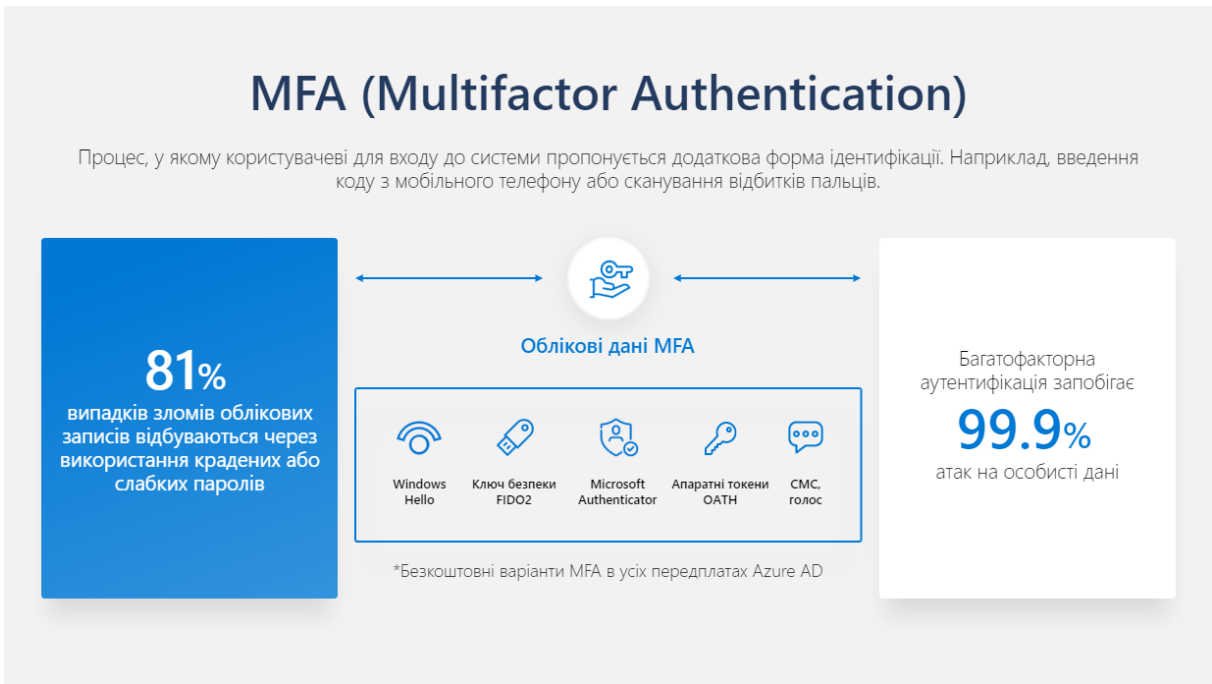 MFA (Multifactor Authentication)
Процес, у якому користувачеві для входу до системи пропонується додаткова форма ідентифікації. Наприклад, введення
коду з мобільного телефону або сканування відбитків пальців.
81%
випадків зломів облікових
записів відбуваються через
використання крадених або
слабких паролів
Облікові дані MFA
Windows
Hello
Ключ безпеки
FIDO2
Microsoft
Authenticator
Апаратні токени
OATH
СМС,
голос
*Безкоштовні варіанти MFA в усіх передплатах Azure AD
Багатофакторна
аутентифікація запобігає
99.9%
атак на особисті дані